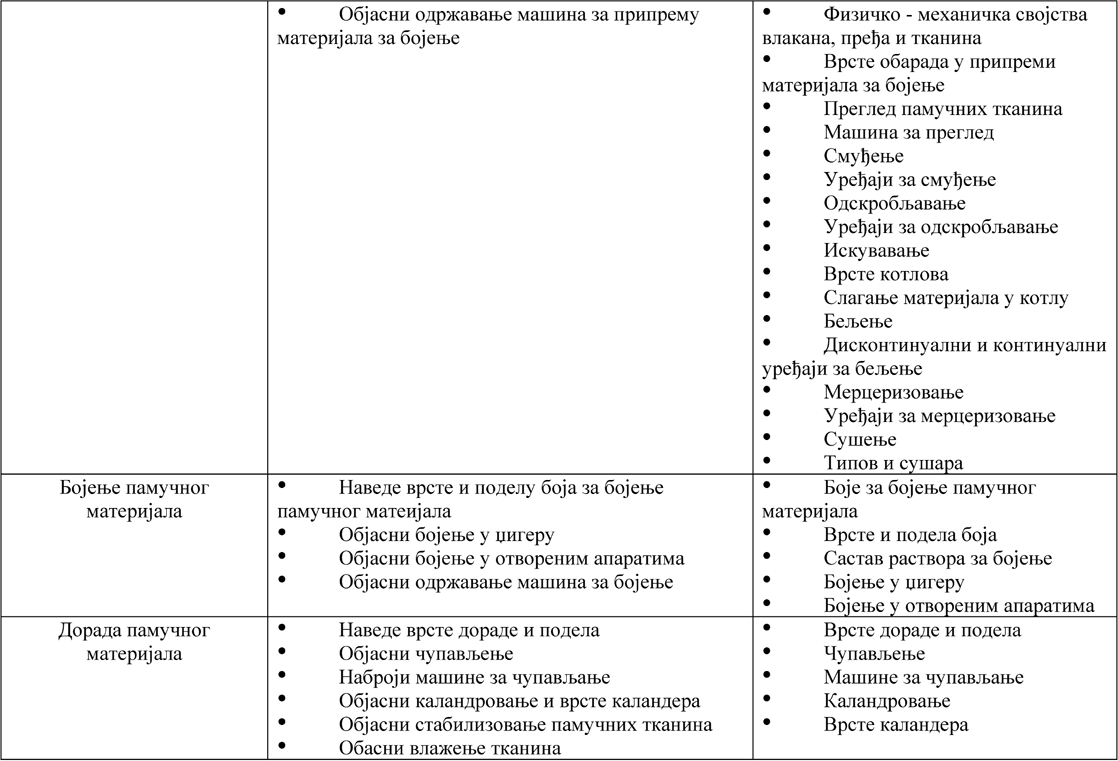 • Објасни одржавање машина за припрему
материјала за бојење
• Физичко - механичка својства
влакана, пређа и тканина
• Врсте обарада у припреми
материјала за бојење
• Преглед памучних тканина
• Машина за преглед
• Смуђење
• Уређаји за смуђење
• Одскробљавање
• Уређаји за одскробљавање
• Искувавање
• Врсте котлова
• Слагање материјала у котлу
• Бељење
• Дисконтинуални и континуални
уређаји за бељење
• Мерцеризовање
• Уређаји за мерцеризовање
• Сушење
• Типов и сушара
Бојење памучног
материјала
• Наведе врсте и поделу боја за бојење
памучног матеијала
• Објасни бојење у џигеру
• Објасни бојење у отвореним апаратима
• Објасни одржавање машина за бојење
• Боје за бојење памучног
материјала
• Врсте и подела боја
• Састав раствора за бојење
• Бојење у џигеру
• Бојење у отвореним апаратима
Дорада памучног
материјала
• Наведе врсте дораде и подела
• Објасни чупављење
• Наброји машине за чупављање
• Објасни каландровање и врсте каландера
• Објасни стабилизовање памучних тканина
• Обасни влажење тканина
• Врсте дораде и подела
• Чупављење
• Машине за чупављање
• Каландровање
• Врсте каландера